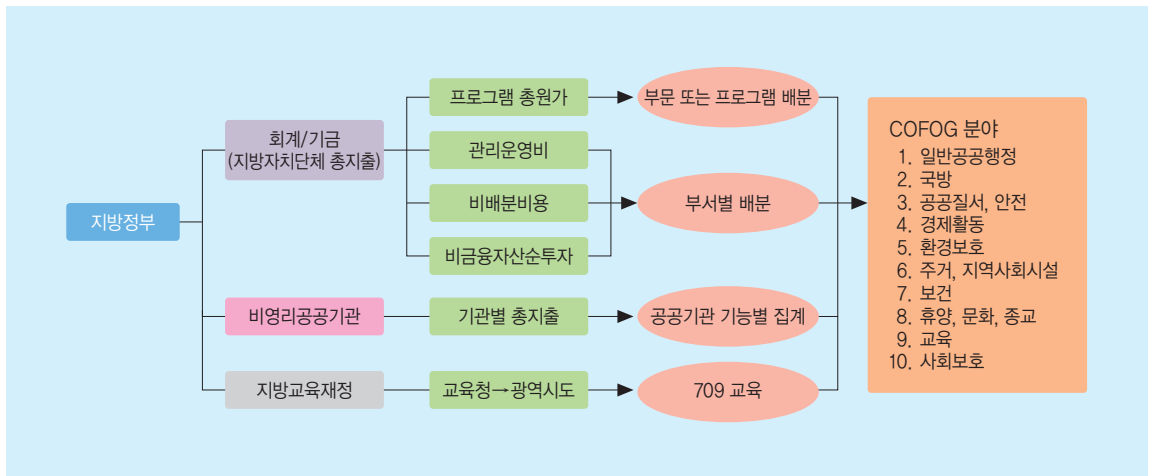 지방정부
회계/기금
(지방자치단체 총지출)
프로그램 총원가
부문 또는 프로그램 배분
관리운영비
비배분비용
비금융자산순투자
부서별 배분
비영리공공기관
기관별 총지출
공공기관 기능별 집계
지방교육재정
교육청→광역시도
709 교육
COFOG 분야
1. 일반공공행정
2. 국방
3. 공공질서, 안전
4. 경제활동
5. 환경보호
6. 주거, 지역사회시설
7. 보건
8. 휴양, 문화, 종교
9. 교육
10. 사회보호